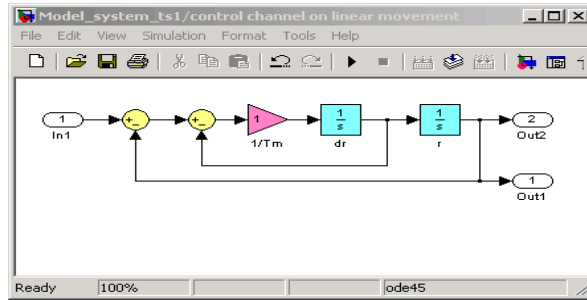 Model_system_ts1/control channel on linear movement
File Edit View Simulation Format Tools Help
1
In1
+
−
+
−
1
1/Tm
1
s
dr
1
s
r
2
Out2
1
Out1
Ready 100% ode45